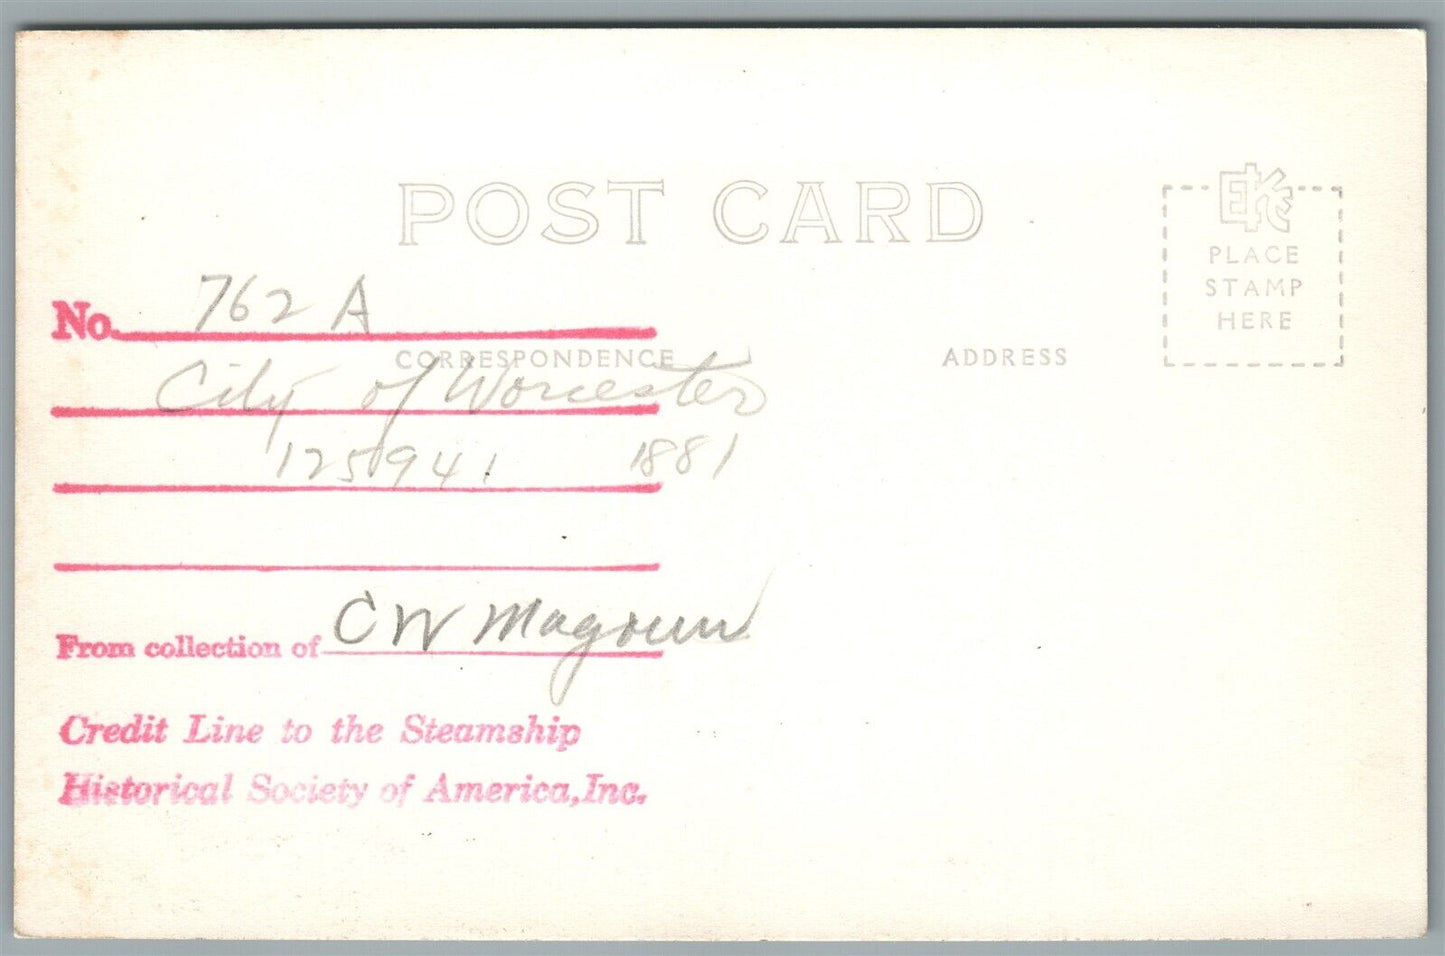 POST CARD
EKC
PLACE
STAMP
HERE
No. 762 A
CORRESPONDENCE
ADDRESS
City of Worcester
125941 1881
From collection of C W Magoun
Credit Line to the Steamship
Historical Society of America, Inc.